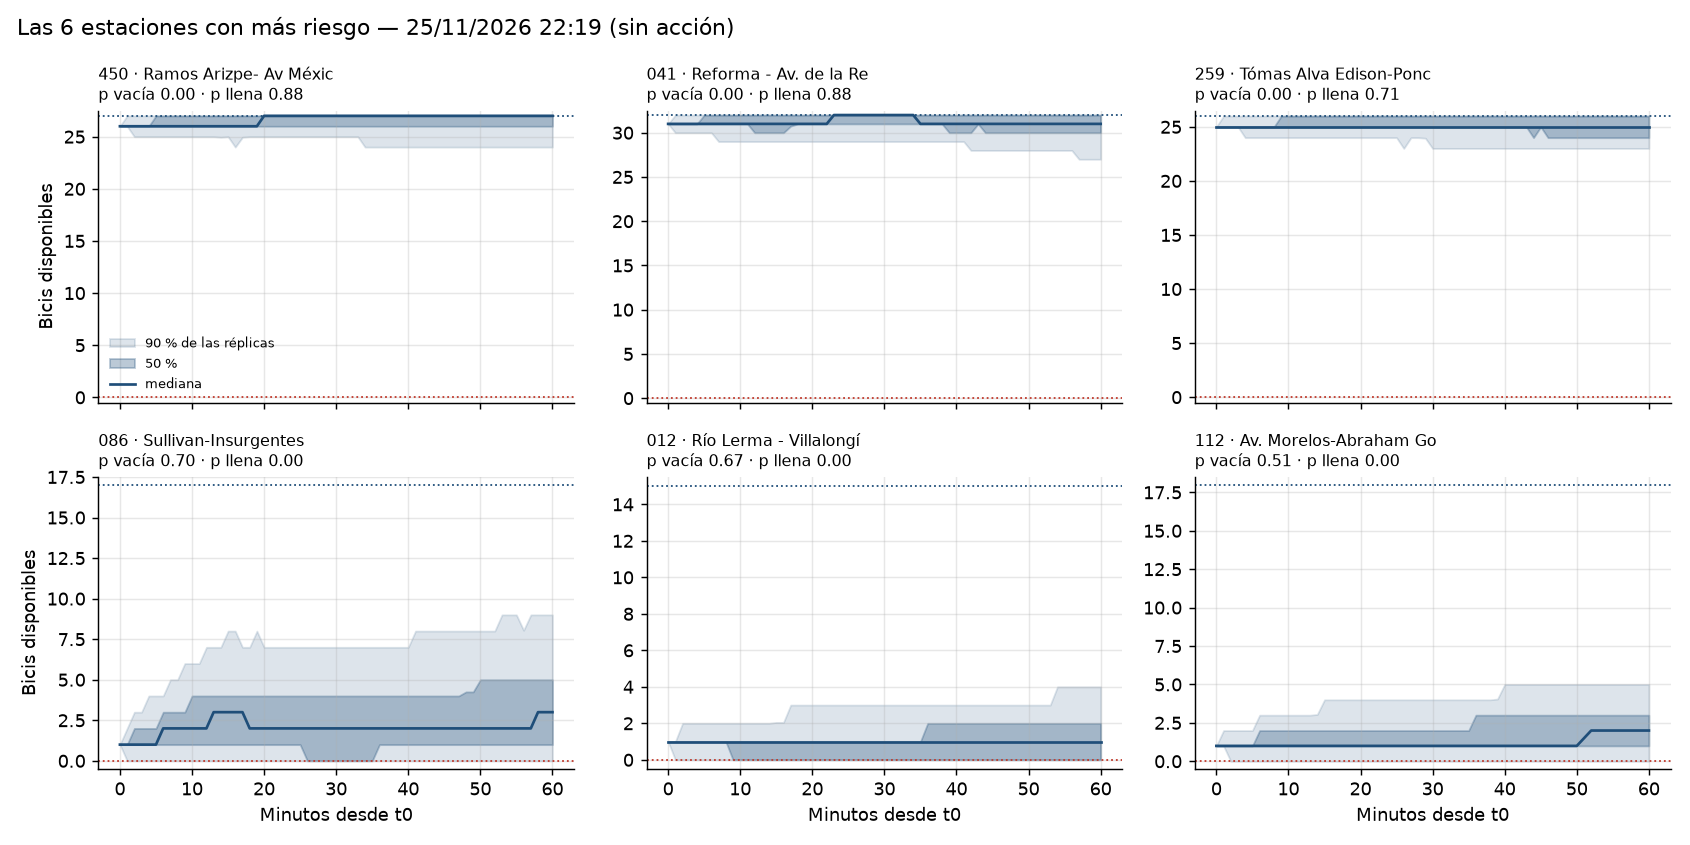 Las 6 estaciones con más riesgo — 25/11/2026 22:19 (sin acción)
450 · Ramos Arizpe- Av Méxic
p vacía 0.00 · p llena 0.88
25
20
15
10
5
0
Bicis disponibles
90 % de las réplicas
50 %
mediana
041 · Reforma - Av. de la Re
p vacía 0.00 · p llena 0.88
30
25
20
15
10
5
0
259 · Tómas Alva Edison-Ponc
p vacía 0.00 · p llena 0.71
25
20
15
10
5
0
086 · Sullivan-Insurgentes
p vacía 0.70 · p llena 0.00
17.5
15.0
12.5
10.0
7.5
5.0
2.5
0.0
Bicis disponibles
0 10 20 30 40 50 60
Minutos desde t0
012 · Río Lerma - Villalongí
p vacía 0.67 · p llena 0.00
14
12
10
8
6
4
2
0
0 10 20 30 40 50 60
Minutos desde t0
112 · Av. Morelos-Abraham Go
p vacía 0.51 · p llena 0.00
17.5
15.0
12.5
10.0
7.5
5.0
2.5
0.0
0 10 20 30 40 50 60
Minutos desde t0